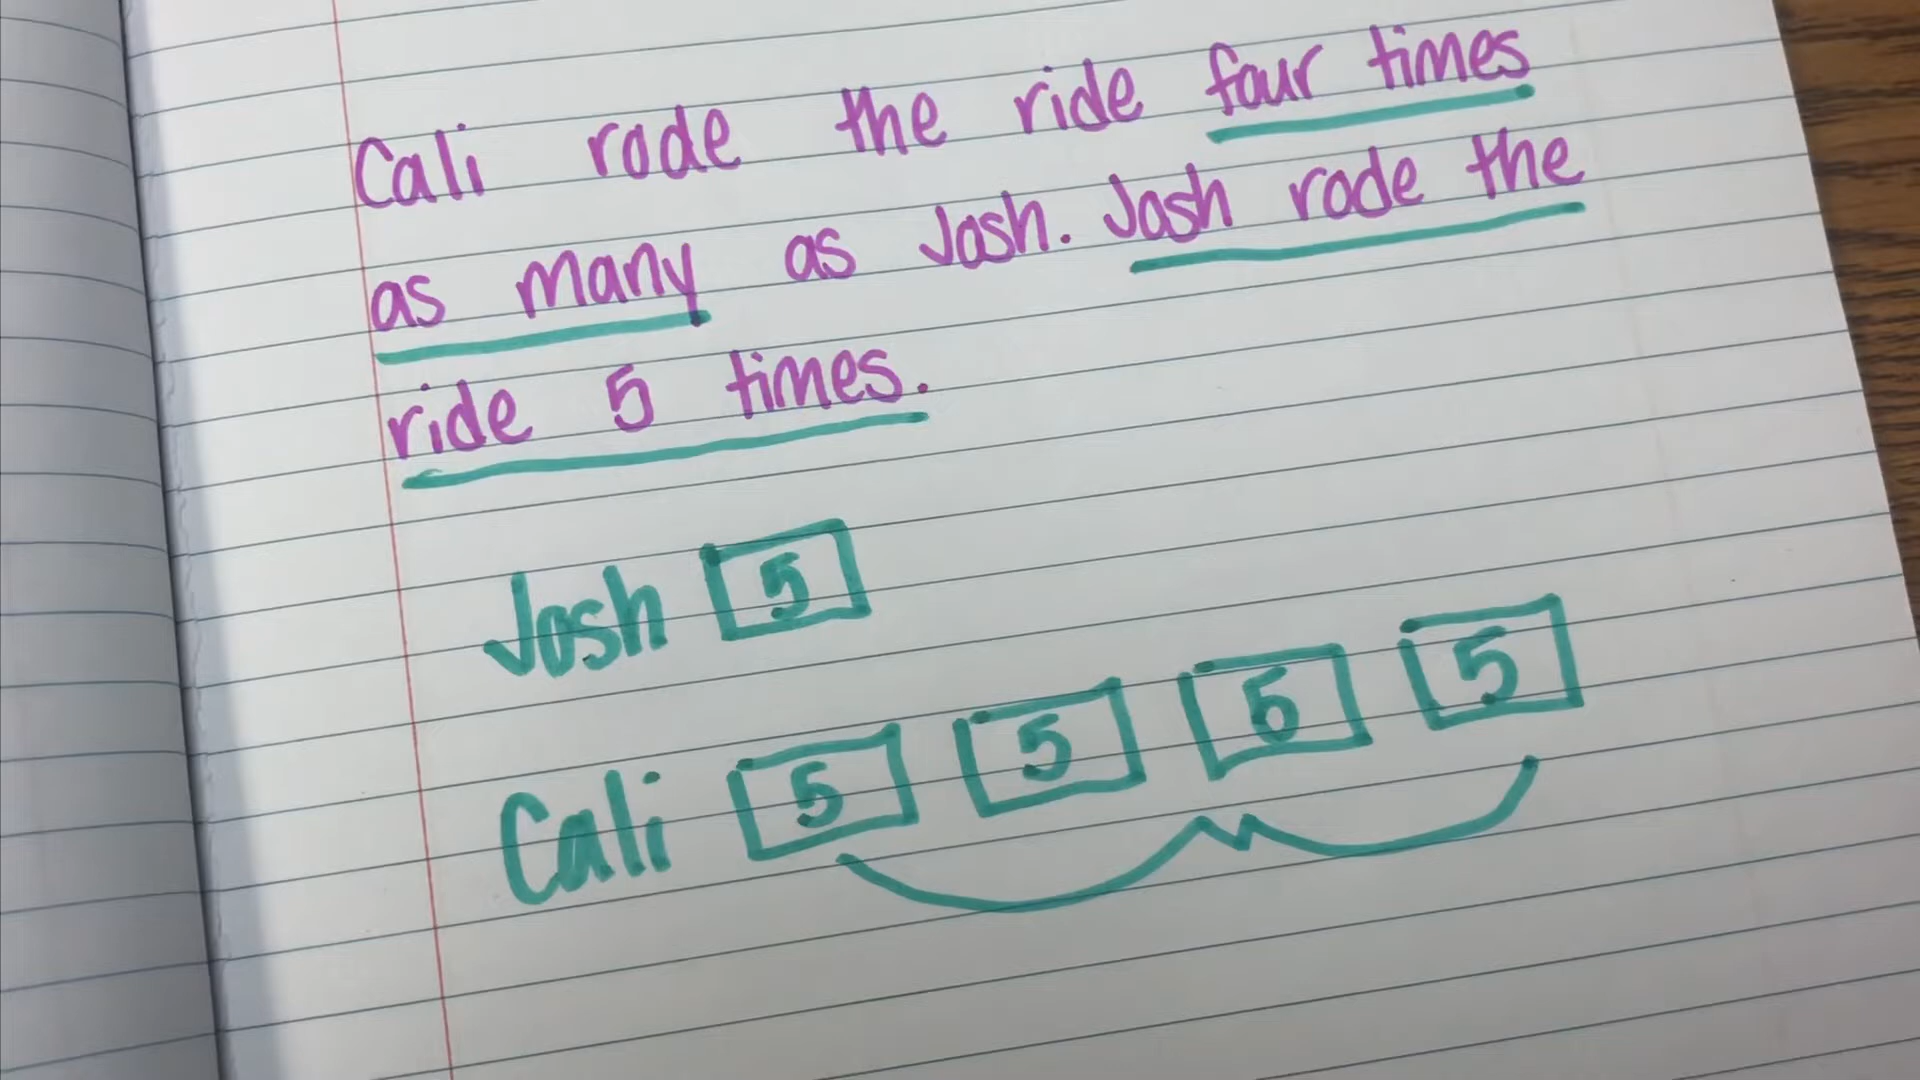 Cali rode the ride four times
as many as Josh. Josh rode the
ride 5 times.
Josh 5
Cali 5 5 5 5